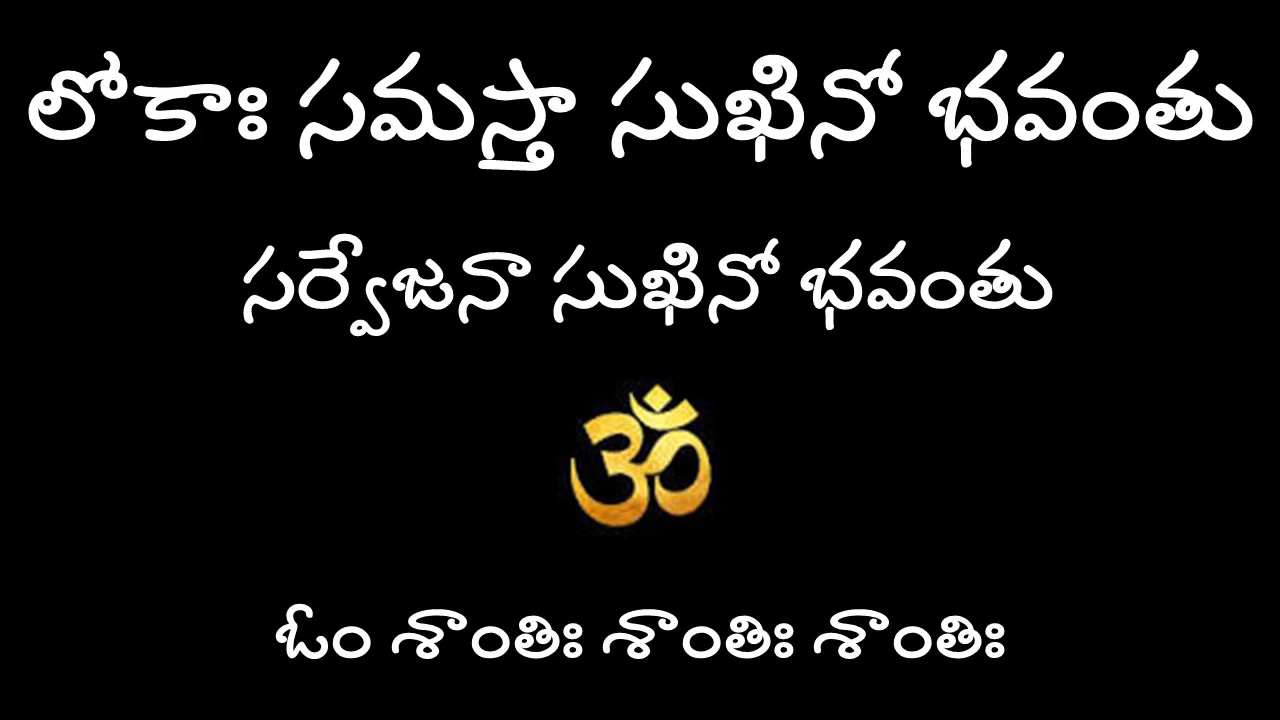 లోకాః సమస్తా సుఖినో భవంతు
సర్వేజనా సుఖినో భవంతు
ॐ
ఓం శాంతిః శాంతిః శాంతిః